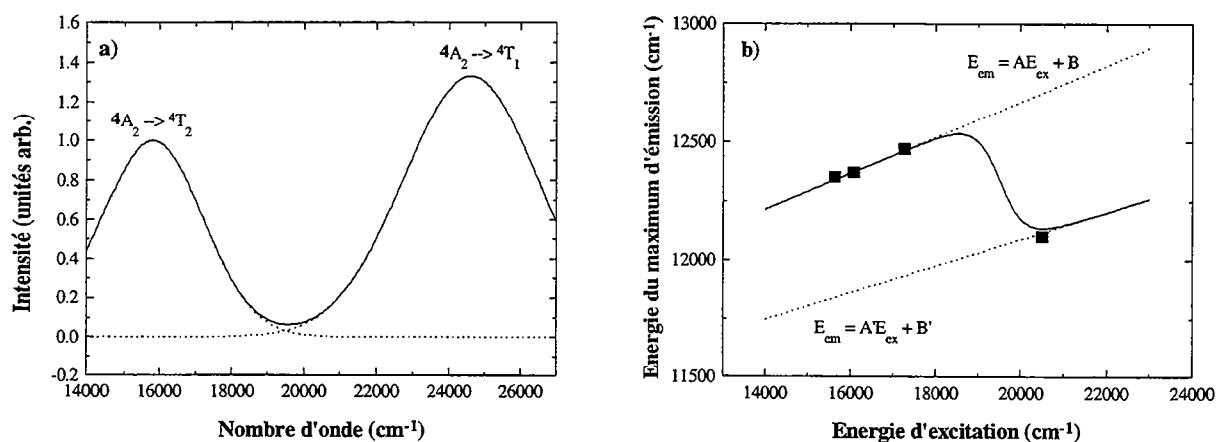 a)
4A2 --> 4T2
4A2 --> 4T1
Intensité (unités arb.)
1.6
1.4
1.2
1.0
0.8
0.6
0.4
0.2
0.0
-0.2
14000 16000 18000 20000 22000 24000 26000
Nombre d'onde (cm-1)
b)
Eem = AEex + B
Eem = A'Eex + B'
Energie du maximum d'émission (cm-1)
13000
12500
12000
11500
14000 16000 18000 20000 22000 24000
Energie d'excitation (cm-1)